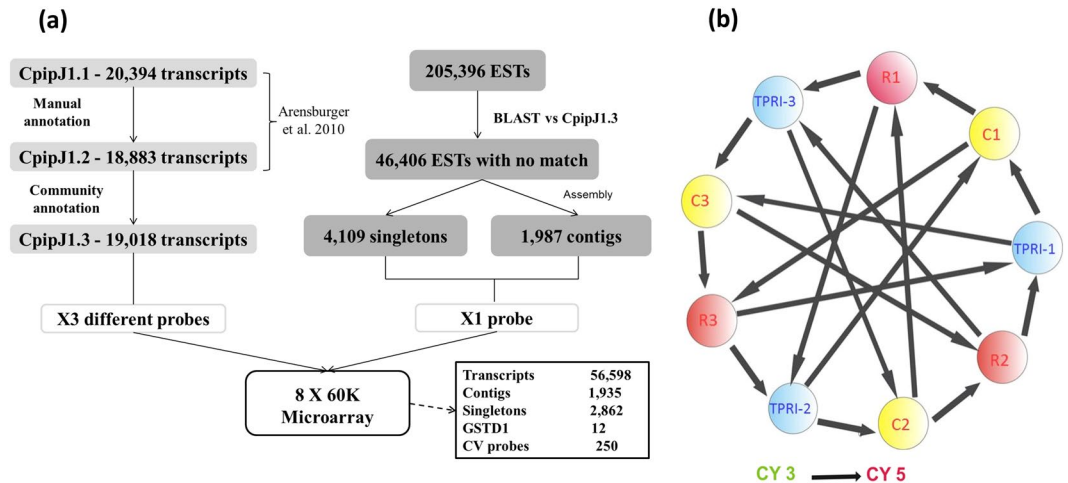 (a)
CpipJ1.1 - 20,394 transcripts
Manual
annotation
Arensburger
et al. 2010
CpipJ1.2 - 18,883 transcripts
Community
annotation
CpipJ1.3 - 19,018 transcripts
X3 different probes
205,396 ESTs
BLAST vs CpipJ1.3
46,406 ESTs with no match
Assembly
4,109 singletons
1,987 contigs
X1 probe
8 X 60K
Microarray
Transcripts 56,598
Contigs 1,935
Singletons 2,862
GSTD1 12
CV probes 250
(b)
R1
TPRI-3
C1
C3
TPRI-1
R3
R2
TPRI-2
C2
CY 3 CY 5